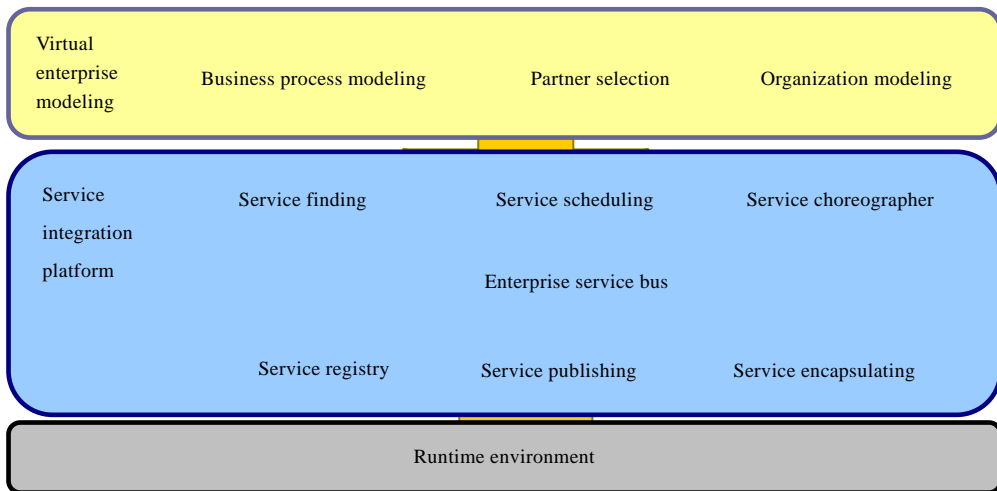 Virtual
enterprise
modeling
Business process modeling
Partner selection
Organization modeling
Service
integration
platform
Service finding
Service scheduling
Service choreographer
Enterprise service bus
Service registry
Service publishing
Service encapsulating
Runtime environment